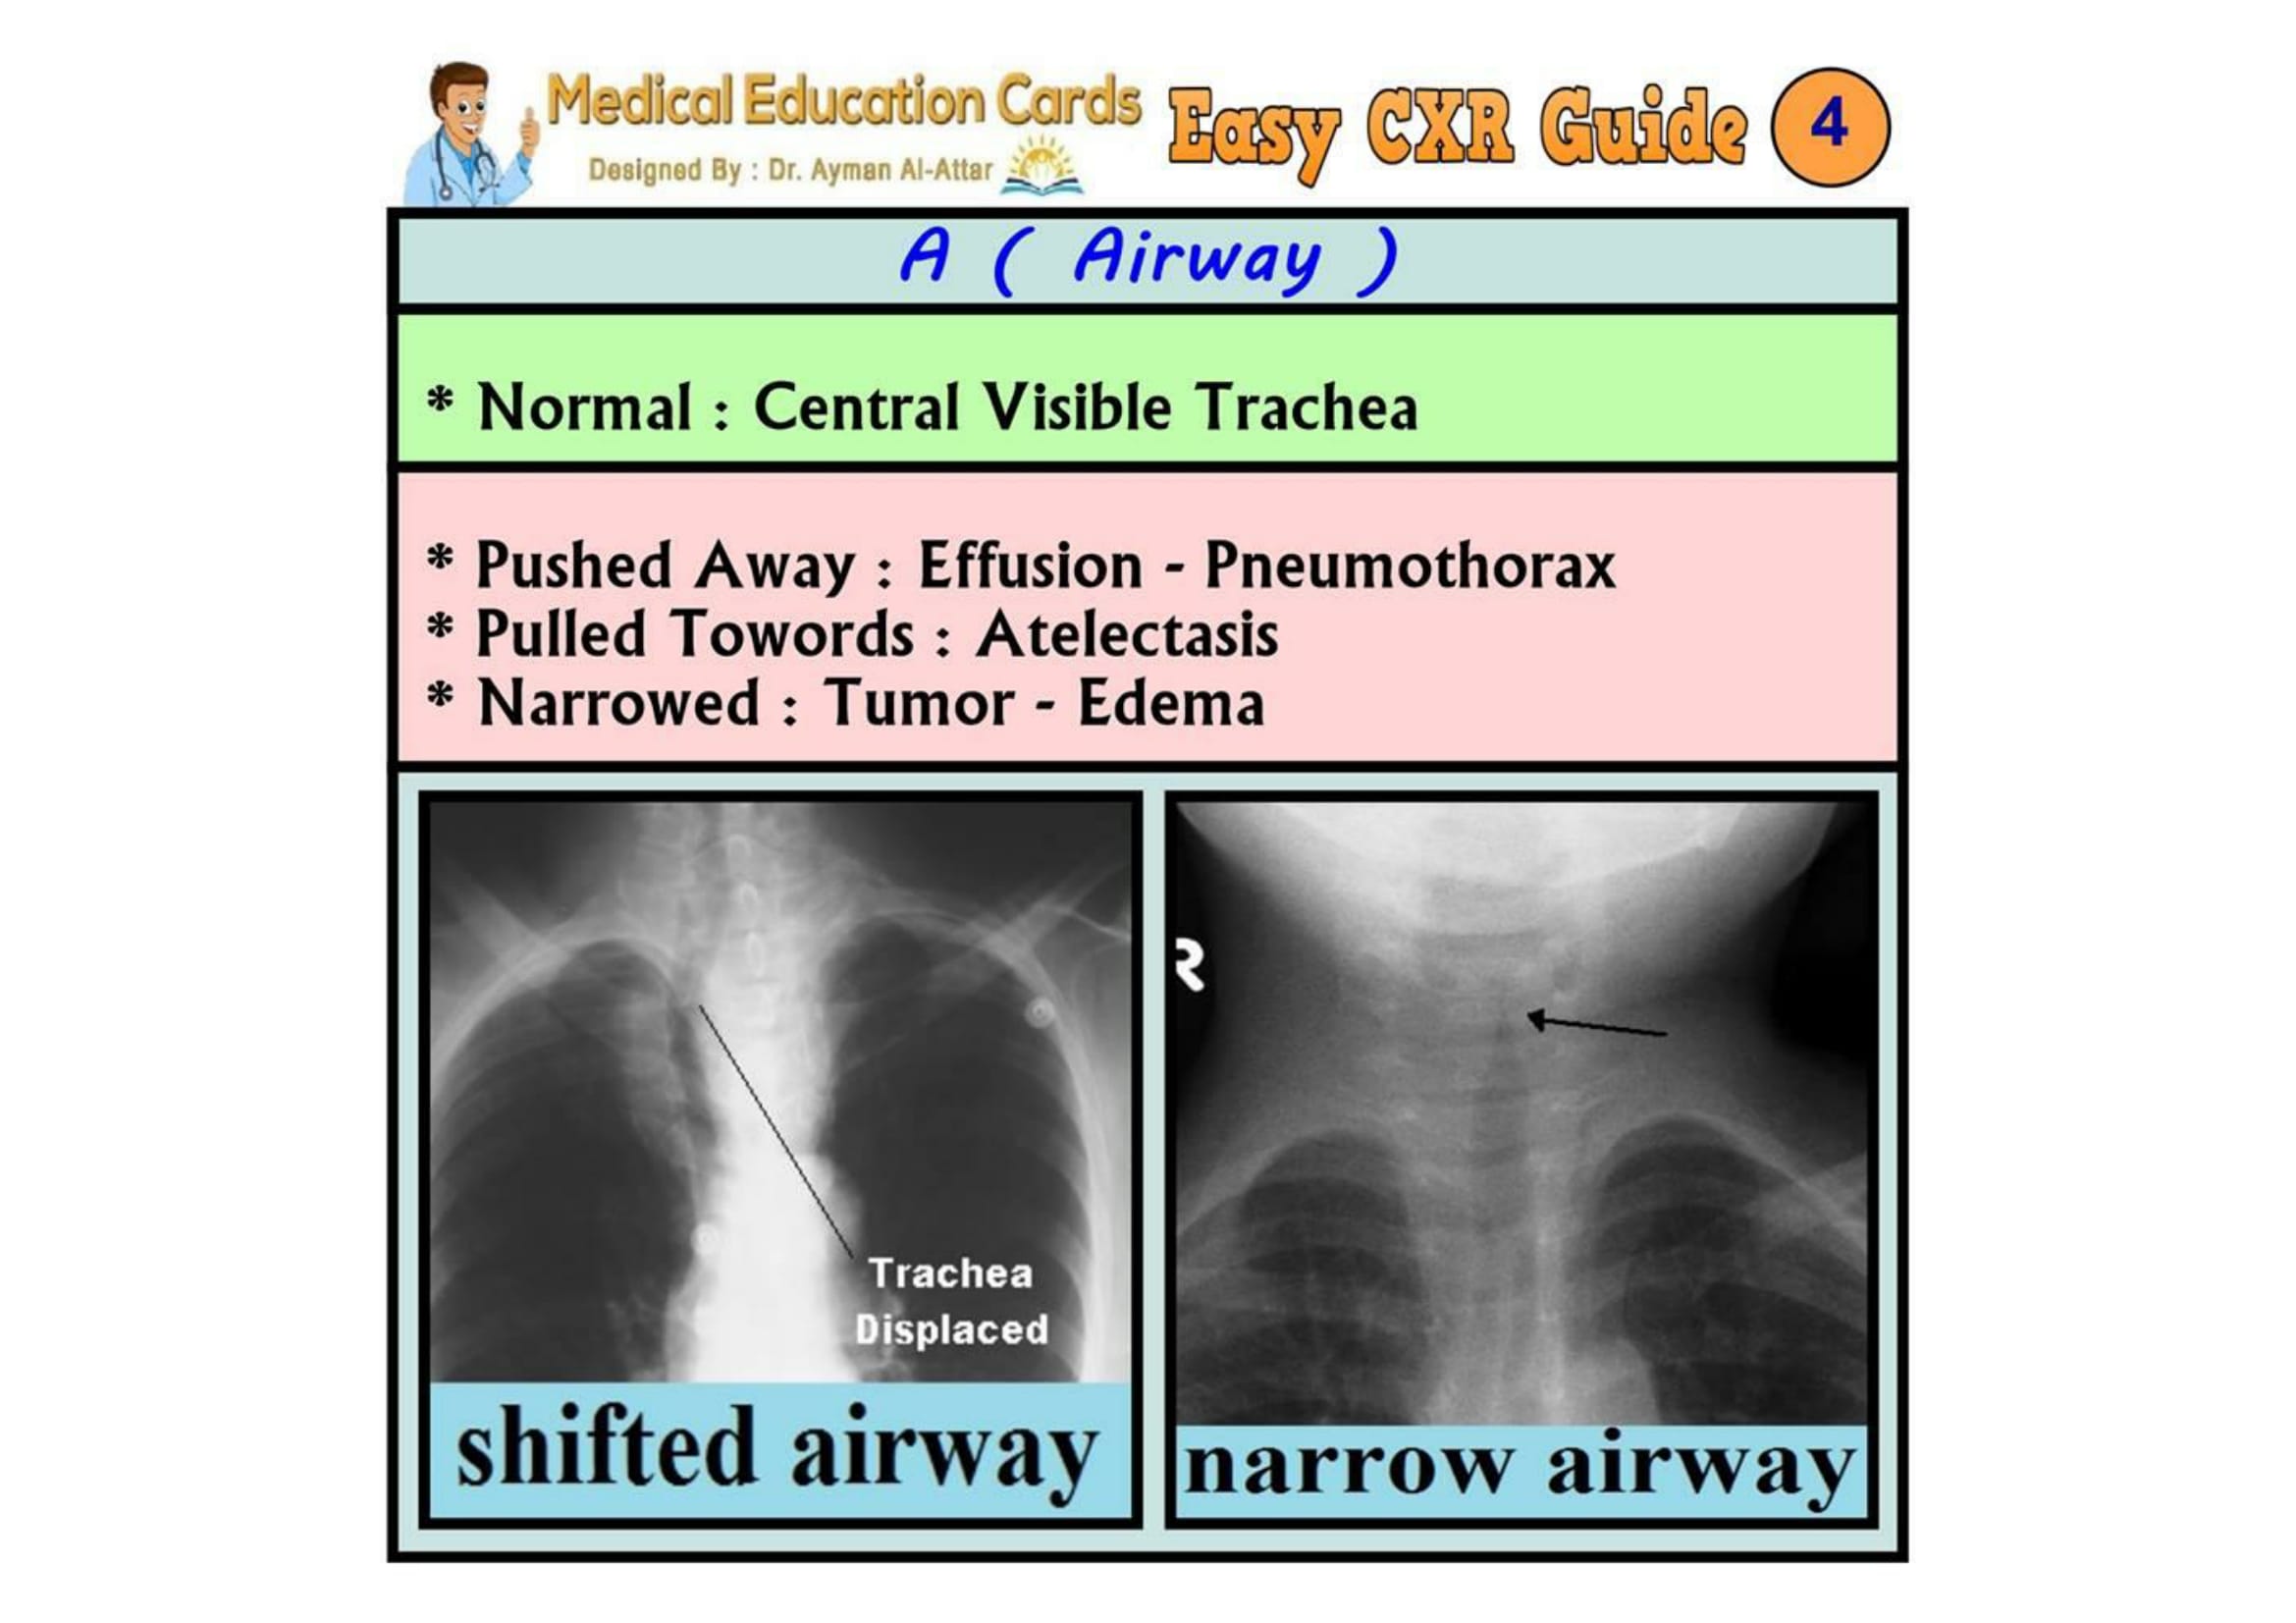 Medical Education Cards
Designed By : Dr. Ayman Al-Attar
Easy CXR Guide 4
A ( Airway )
* Normal : Central Visible Trachea
* Pushed Away : Effusion - Pneumothorax
* Pulled Towords : Atelectasis
* Narrowed : Tumor - Edema
Trachea
Displaced
shifted airway
R
narrow airway